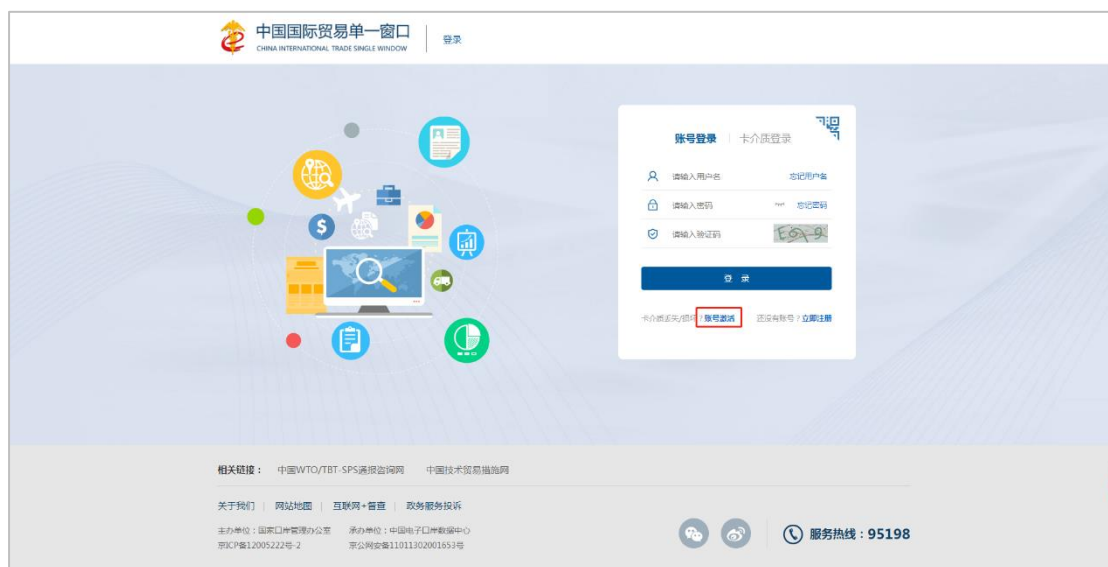 中国国际贸易单一窗口
CHINA INTERNATIONAL TRADE SINGLE WINDOW
登录
账号登录 卡介质登录
请输入用户名 忘记用户名
请输入密码 忘记密码
请输入验证码
登 录
卡介质丢失/损坏？账号激活 还没有账号？立即注册
相关链接： 中国WTO/TBT-SPS通报咨询网 中国技术贸易措施网
关于我们 | 网站地图 | 互联网+督查 | 政务服务投诉
主办单位：国家口岸管理办公室 承办单位：中国电子口岸数据中心
京ICP备12005222号-2 京公网安备11011302001653号
服务热线：95198